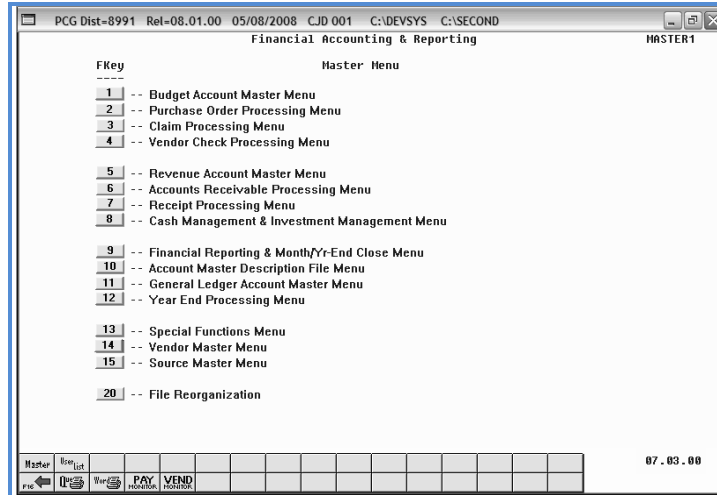 PCG Dist=8991 Rel=08.01.00 05/08/2008 CJD 001 C:\DEVSYS C:\SECOND
Financial Accounting & Reporting MASTER1
FKey Master Menu
----
1 -- Budget Account Master Menu
2 -- Purchase Order Processing Menu
3 -- Claim Processing Menu
4 -- Vendor Check Processing Menu
5 -- Revenue Account Master Menu
6 -- Accounts Receivable Processing Menu
7 -- Receipt Processing Menu
8 -- Cash Management & Investment Management Menu
9 -- Financial Reporting & Month/Yr-End Close Menu
10 -- Account Master Description File Menu
11 -- General Ledger Account Master Menu
12 -- Year End Processing Menu
13 -- Special Functions Menu
14 -- Vendor Master Menu
15 -- Source Master Menu
20 -- File Reorganization
Master User List 07.03.00
F16 Que Wor PAY MONITOR VEND MONITOR